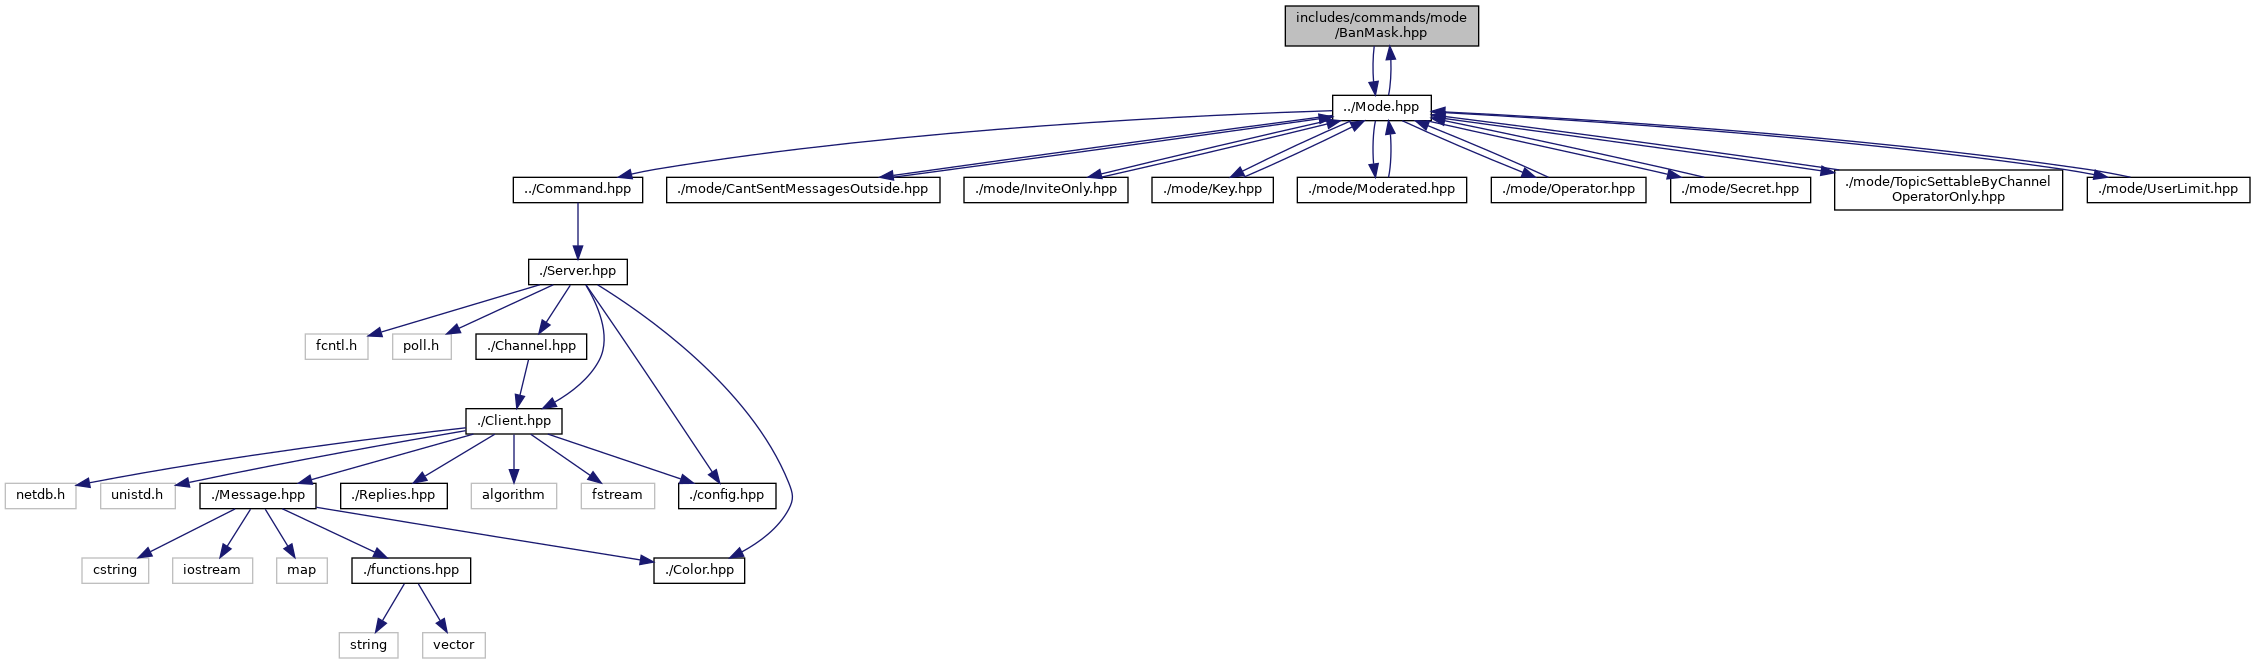 includes/commands/mode
/BanMask.hpp
../Mode.hpp
../Command.hpp
./mode/CantSentMessagesOutside.hpp
./mode/InviteOnly.hpp
./mode/Key.hpp
./mode/Moderated.hpp
./mode/Operator.hpp
./mode/Secret.hpp
./mode/TopicSettableByChannel
OperatorOnly.hpp
./mode/UserLimit.hpp
./Server.hpp
fcntl.h
poll.h
./Channel.hpp
./Client.hpp
netdb.h
unistd.h
./Message.hpp
./Replies.hpp
algorithm
fstream
./config.hpp
cstring
iostream
map
./functions.hpp
./Color.hpp
string
vector